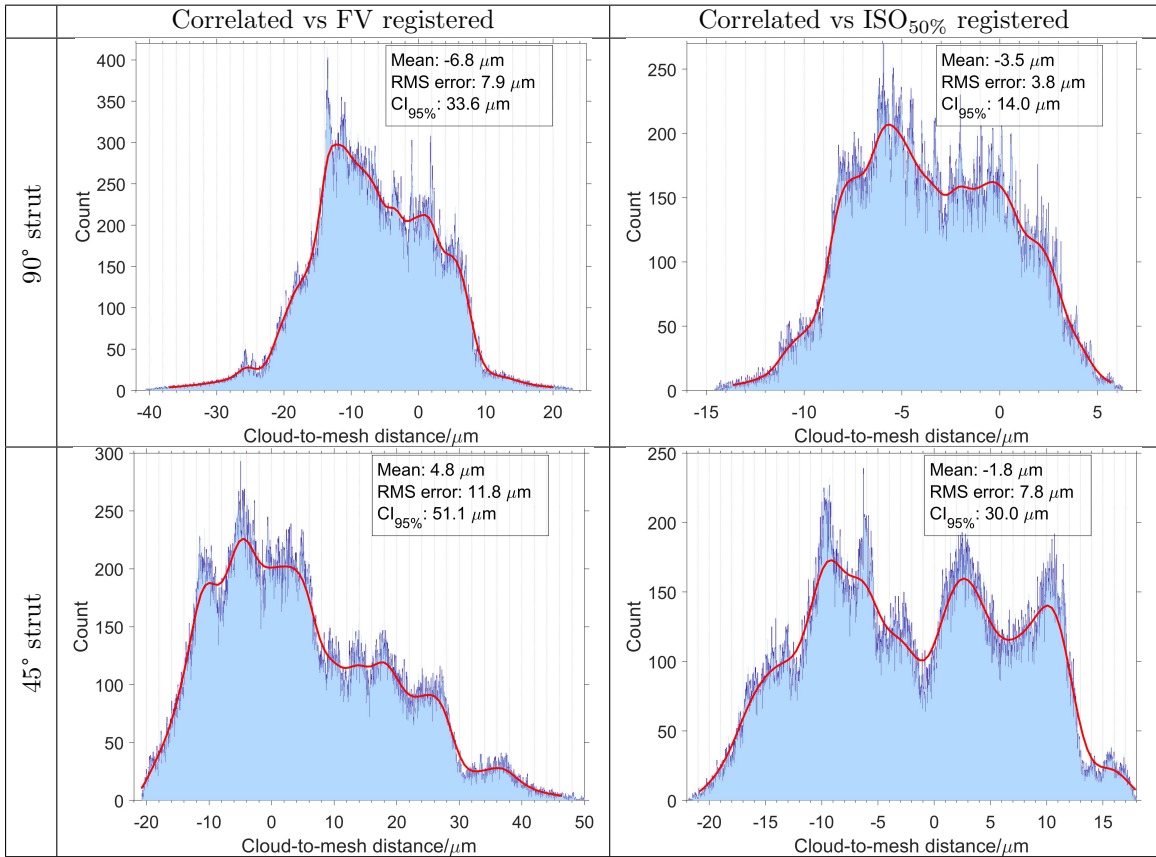 Correlated vs FV registered
Correlated vs ISO50% registered
90° strut
Mean: -6.8 μm
RMS error: 7.9 μm
CI95%: 33.6 μm
400
350
300
250
200
150
100
50
0
Count
-40 -30 -20 -10 0 10 20
Cloud-to-mesh distance/μm
Mean: -3.5 μm
RMS error: 3.8 μm
CI95%: 14.0 μm
250
200
150
100
50
0
Count
-15 -10 -5 0 5
Cloud-to-mesh distance/μm
45° strut
Mean: 4.8 μm
RMS error: 11.8 μm
CI95%: 51.1 μm
300
250
200
150
100
50
0
Count
-20 -10 0 10 20 30 40 50
Cloud-to-mesh distance/μm
Mean: -1.8 μm
RMS error: 7.8 μm
CI95%: 30.0 μm
250
200
150
100
50
0
Count
-20 -15 -10 -5 0 5 10 15
Cloud-to-mesh distance/μm